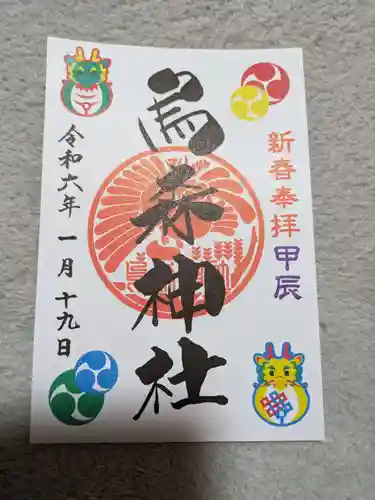 新春奉拝甲辰
烏森神社
令和六年一月十九日